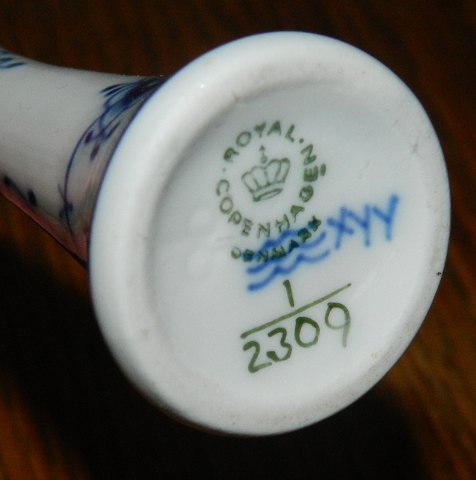 ROYAL
COPENHAGEN
DENMARK
XYY
1
2309